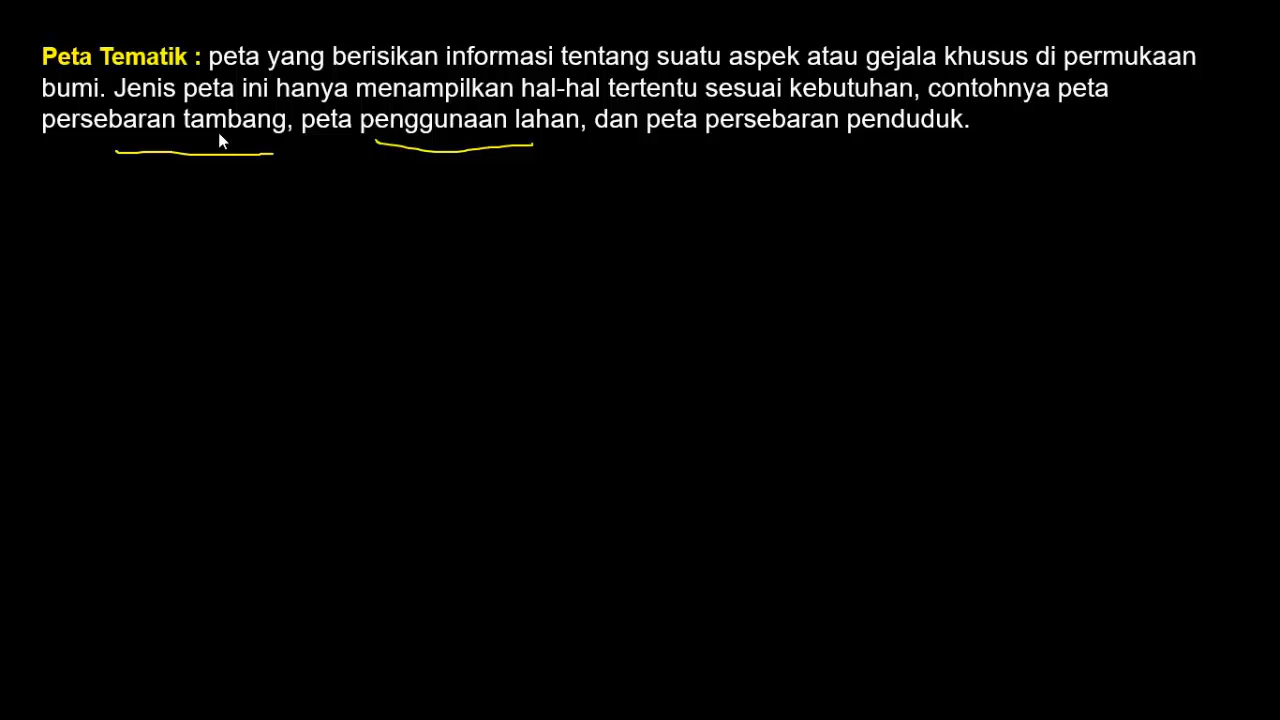 Peta Tematik : peta yang berisikan informasi tentang suatu aspek atau gejala khusus di permukaan
bumi. Jenis peta ini hanya menampilkan hal-hal tertentu sesuai kebutuhan, contohnya peta
persebaran tambang, peta penggunaan lahan, dan peta persebaran penduduk.